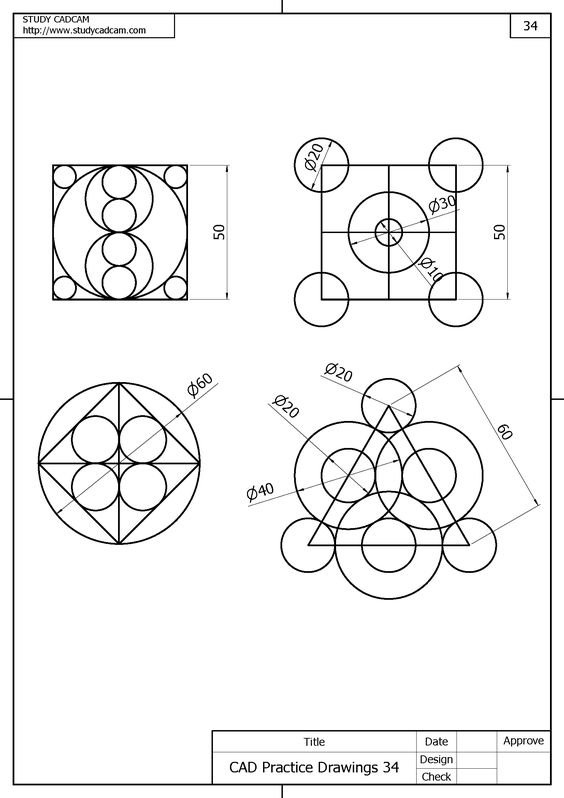 STUDY CADCAM
http://www.studycadcam.com
34
Ø20
50
Ø30
50
Ø10
Ø60
Ø20
Ø20
60
Ø40
Title
Date
Approve
CAD Practice Drawings 34
Design
Check